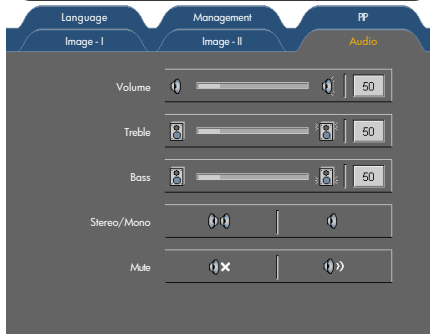 Language Management PIP
Image - I Image - II Audio
Volume 50
Treble 50
Bass 50
Stereo/Mono
Mute